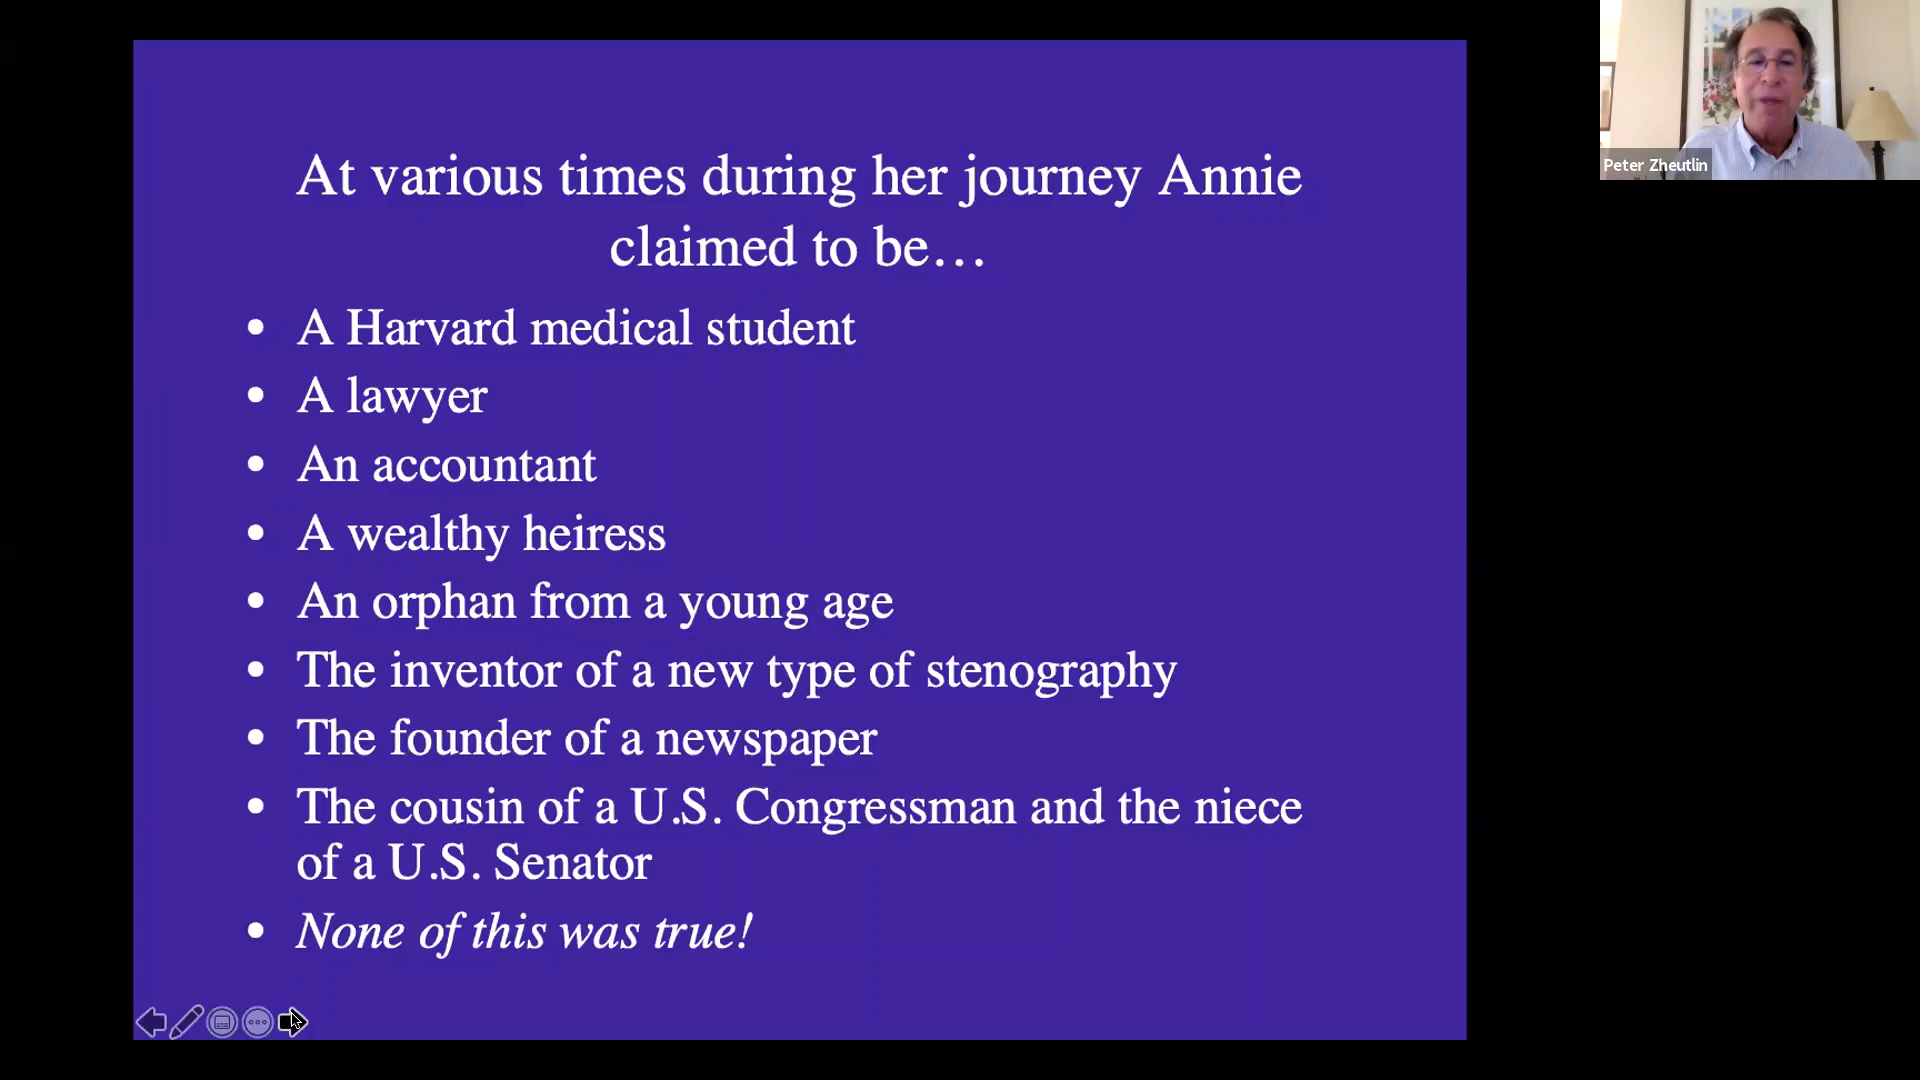 At various times during her journey Annie
claimed to be…
• A Harvard medical student
• A lawyer
• An accountant
• A wealthy heiress
• An orphan from a young age
• The inventor of a new type of stenography
• The founder of a newspaper
• The cousin of a U.S. Congressman and the niece
of a U.S. Senator
• None of this was true!
Peter Zheutlin